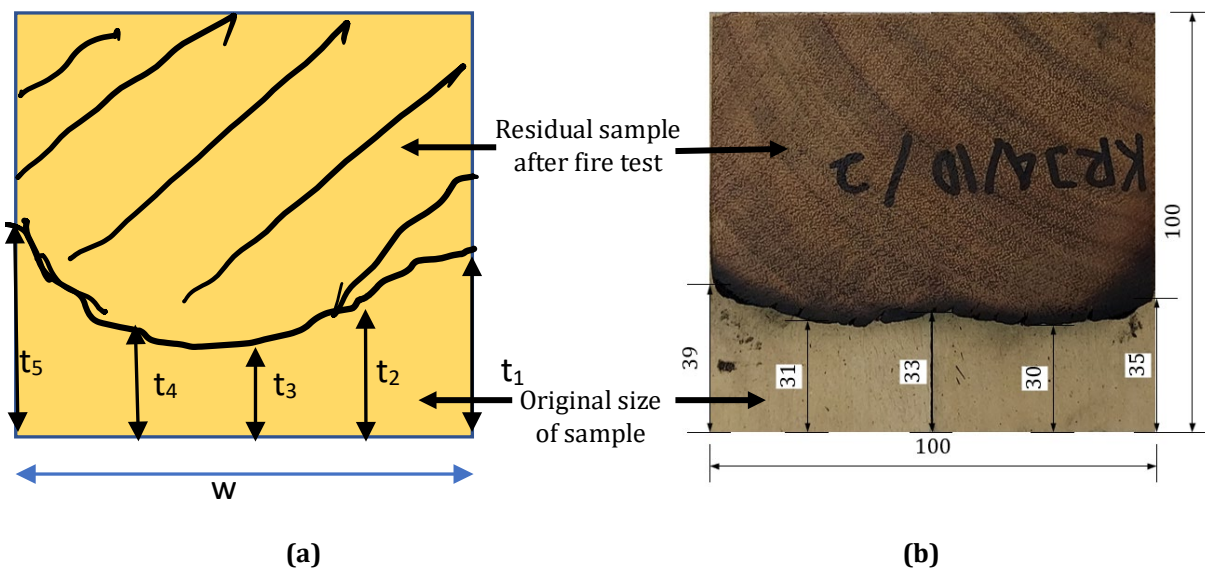 t5
t4
t3
t2
t1
w
(a)
Residual sample
after fire test
Original size
of sample
KRJA/10/2
100
39
31
33
30
35
100
(b)